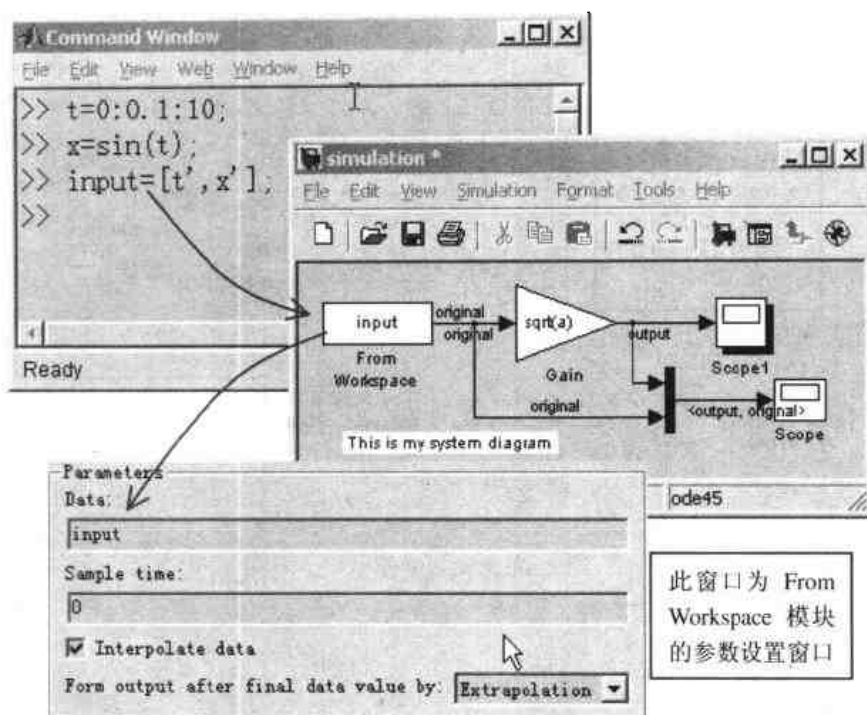 Command Window
File Edit View Web Window Help
>> t=0:0.1:10;
>> x=sin(t);
>> input=[t',x'];
>>
Ready
simulation *
File Edit View Simulation Format Tools Help
input
From
Workspace
original
original
sqrt(a)
Gain
output
Scope1
original
<output, original>
Scope
This is my system diagram
ode45
Parameters
Data:
input
Sample time:
0
Interpolate data
Form output after final data value by: Extrapolation
此窗口为 From
Workspace 模块
的参数设置窗口